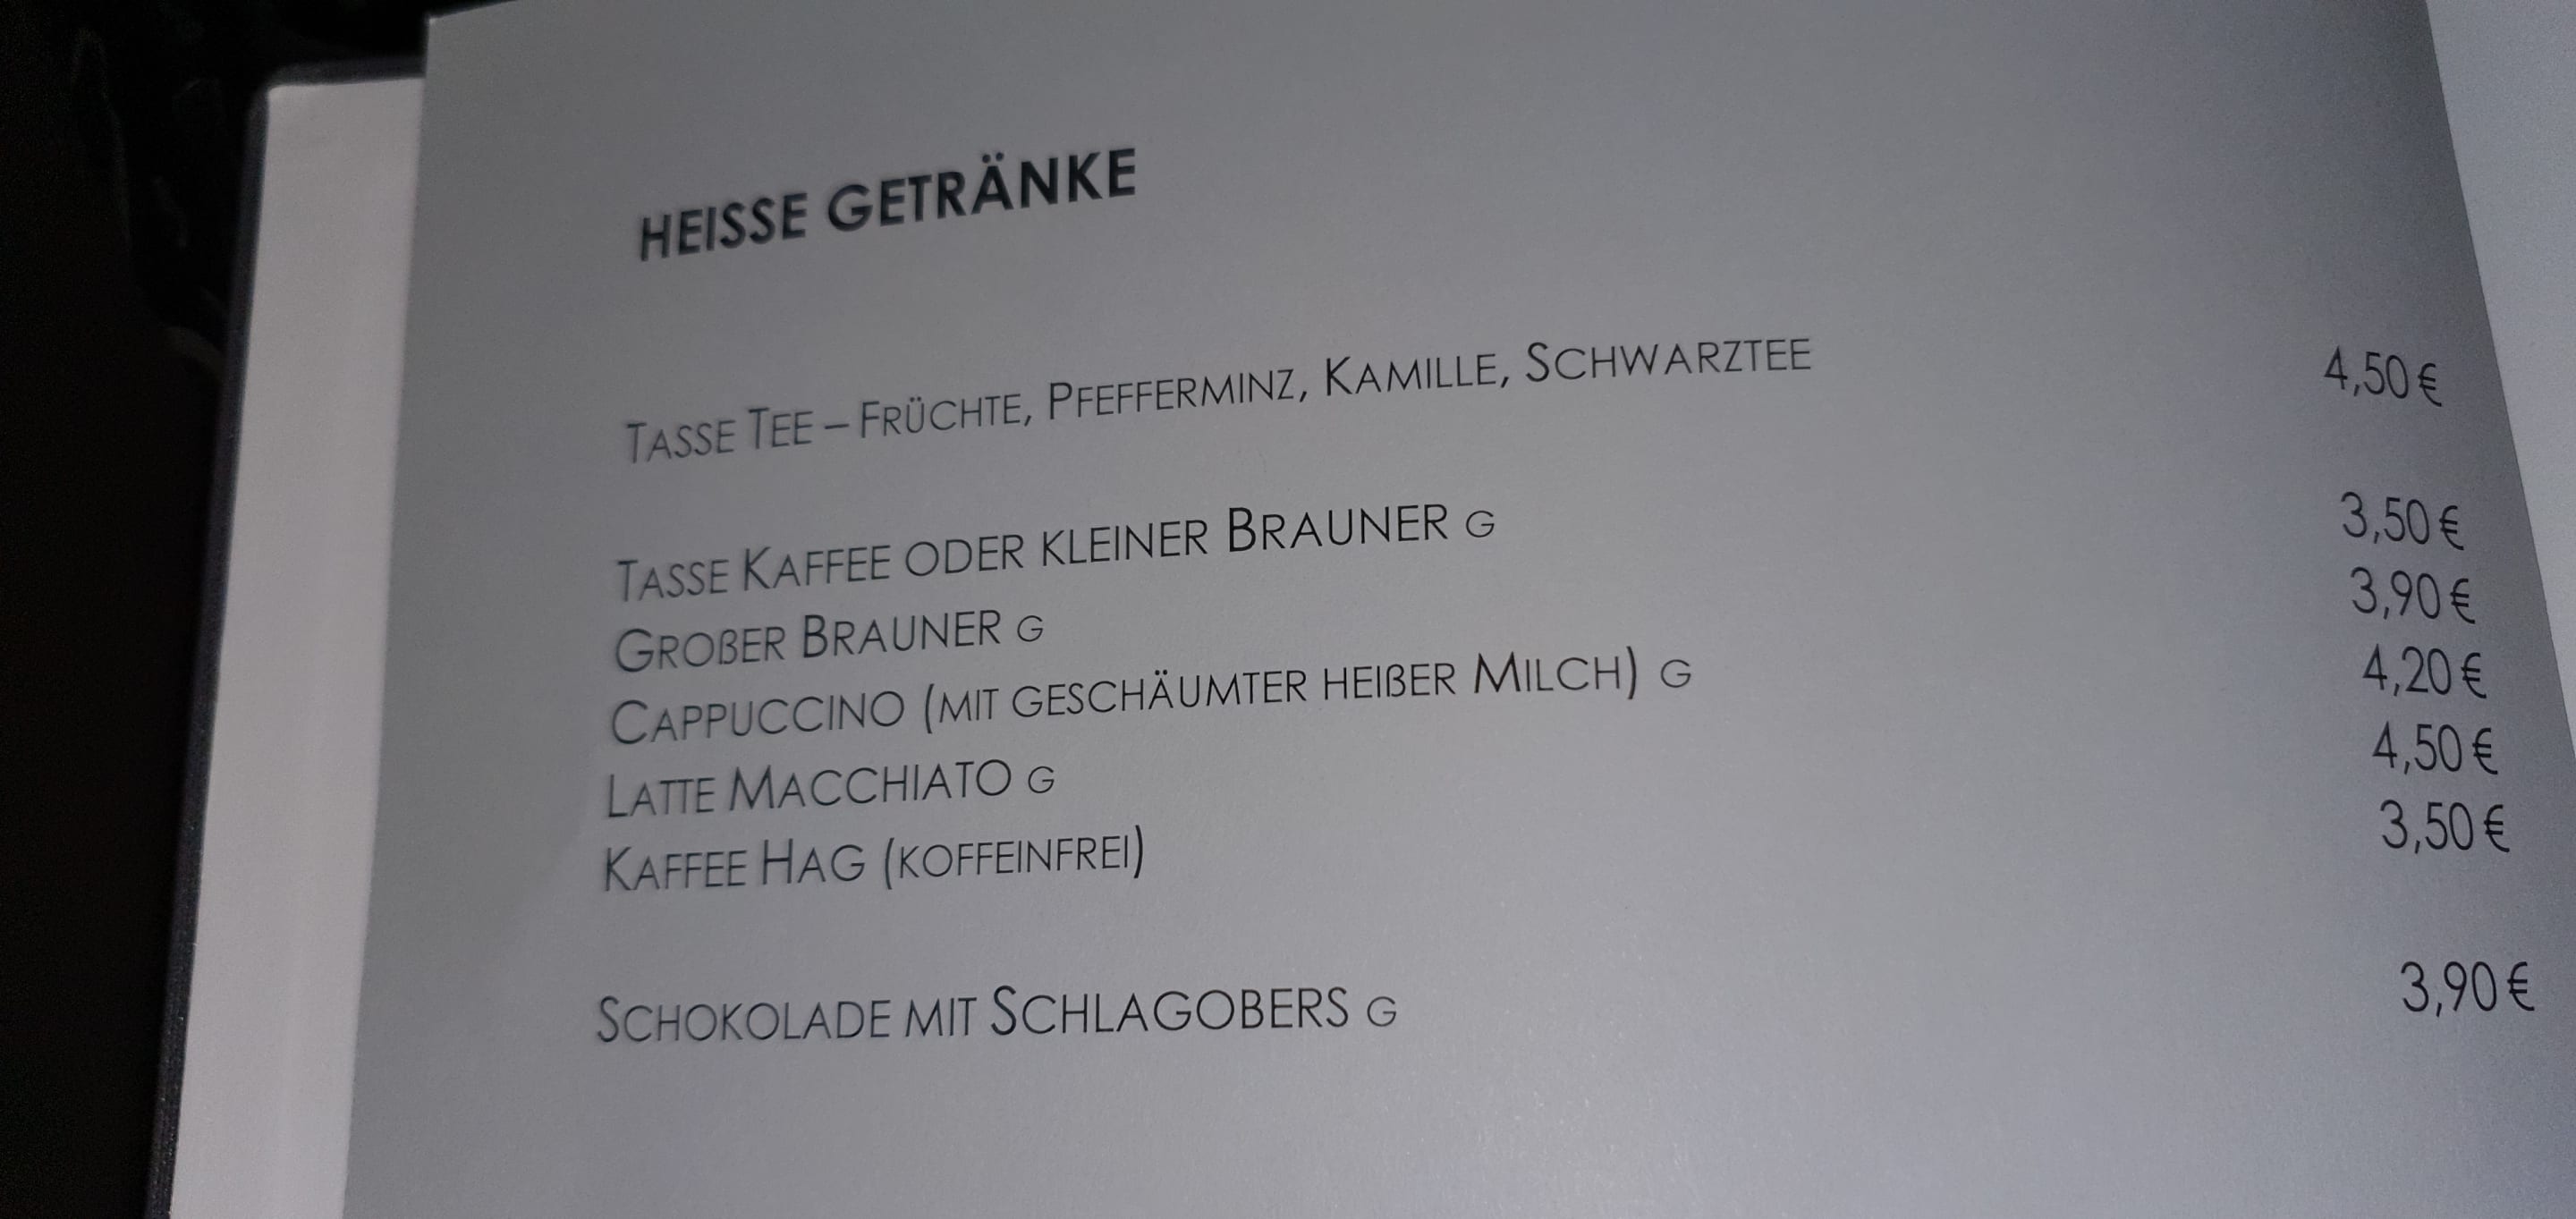 HEISSE GETRÄNKE
TASSE TEE – FRÜCHTE, PFEFFERMINZ, KAMILLE, SCHWARZTEE 4,50 €
TASSE KAFFEE ODER KLEINER BRAUNER G 3,50 €
GROßER BRAUNER G 3,90 €
CAPPUCCINO (MIT GESCHÄUMTER HEIßER MILCH) G 4,20 €
LATTE MACCHIATO G 4,50 €
KAFFEE HAG (KOFFEINFREI) 3,50 €
SCHOKOLADE MIT SCHLAGOBERS G 3,90 €